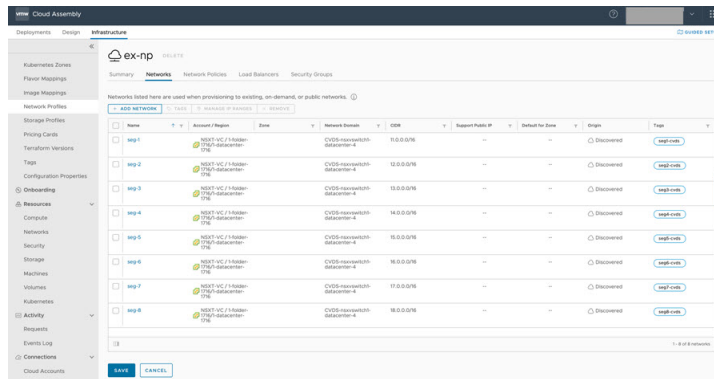 vmw Cloud Assembly
Deployments Design Infrastructure GUIDED SET
Kubernetes Zones
Flavor Mappings
Image Mappings
Network Profiles
Storage Profiles
Pricing Cards
Terraform Versions
Tags
Configuration Properties
Onboarding
Resources
Compute
Networks
Security
Storage
Machines
Volumes
Kubernetes
Activity
Requests
Events Log
Connections
Cloud Accounts
ex-np DELETE
Summary Networks Network Policies Load Balancers Security Groups
Networks listed here are used when provisioning to existing, on-demand, or public networks.
+ ADD NETWORK TAGS MANAGE IP RANGES × REMOVE
Name Account / Region Zone Network Domain CIDR Support Public IP Default for Zone Origin Tags
seg-1 NSXT-VC / 1-folder-1716/1-datacenter-1716 CVDS-nsxvswitch1-datacenter-4 11.0.0.0/16 -- -- Discovered seg1-cvds
seg-2 NSXT-VC / 1-folder-1716/1-datacenter-1716 CVDS-nsxvswitch1-datacenter-4 12.0.0.0/16 -- -- Discovered seg2-cvds
seg-3 NSXT-VC / 1-folder-1716/1-datacenter-1716 CVDS-nsxvswitch1-datacenter-4 13.0.0.0/16 -- -- Discovered seg3-cvds
seg-4 NSXT-VC / 1-folder-1716/1-datacenter-1716 CVDS-nsxvswitch1-datacenter-4 14.0.0.0/16 -- -- Discovered seg4-cvds
seg-5 NSXT-VC / 1-folder-1716/1-datacenter-1716 CVDS-nsxvswitch1-datacenter-4 15.0.0.0/16 -- -- Discovered seg5-cvds
seg-6 NSXT-VC / 1-folder-1716/1-datacenter-1716 CVDS-nsxvswitch1-datacenter-4 16.0.0.0/16 -- -- Discovered seg6-cvds
seg-7 NSXT-VC / 1-folder-1716/1-datacenter-1716 CVDS-nsxvswitch1-datacenter-4 17.0.0.0/16 -- -- Discovered seg7-cvds
seg-8 NSXT-VC / 1-folder-1716/1-datacenter-1716 CVDS-nsxvswitch1-datacenter-4 18.0.0.0/16 -- -- Discovered seg8-cvds
1 - 8 of 8 networks
SAVE CANCEL